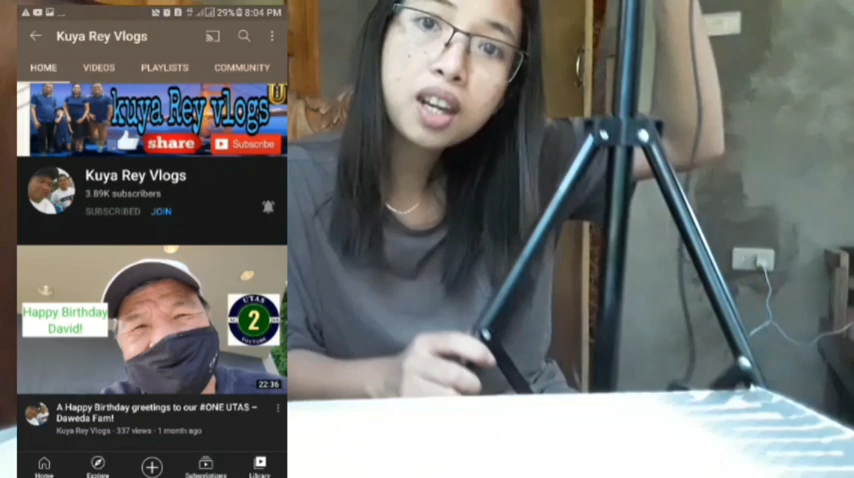 29% 8:04 PM
Kuya Rey Vlogs
HOME VIDEOS PLAYLISTS COMMUNITY
kuya Rey vlogs
share
Subscribe
Kuya Rey Vlogs
3.89K subscribers
SUBSCRIBED JOIN
Happy Birthday
David!
UTAS
2
YOUTUBE
22:36
A Happy Birthday greetings to our #ONE UTAS –
Daweda Fam!
Kuya Rey Vlogs · 337 views · 1 month ago
Home Explore Subscriptions Library